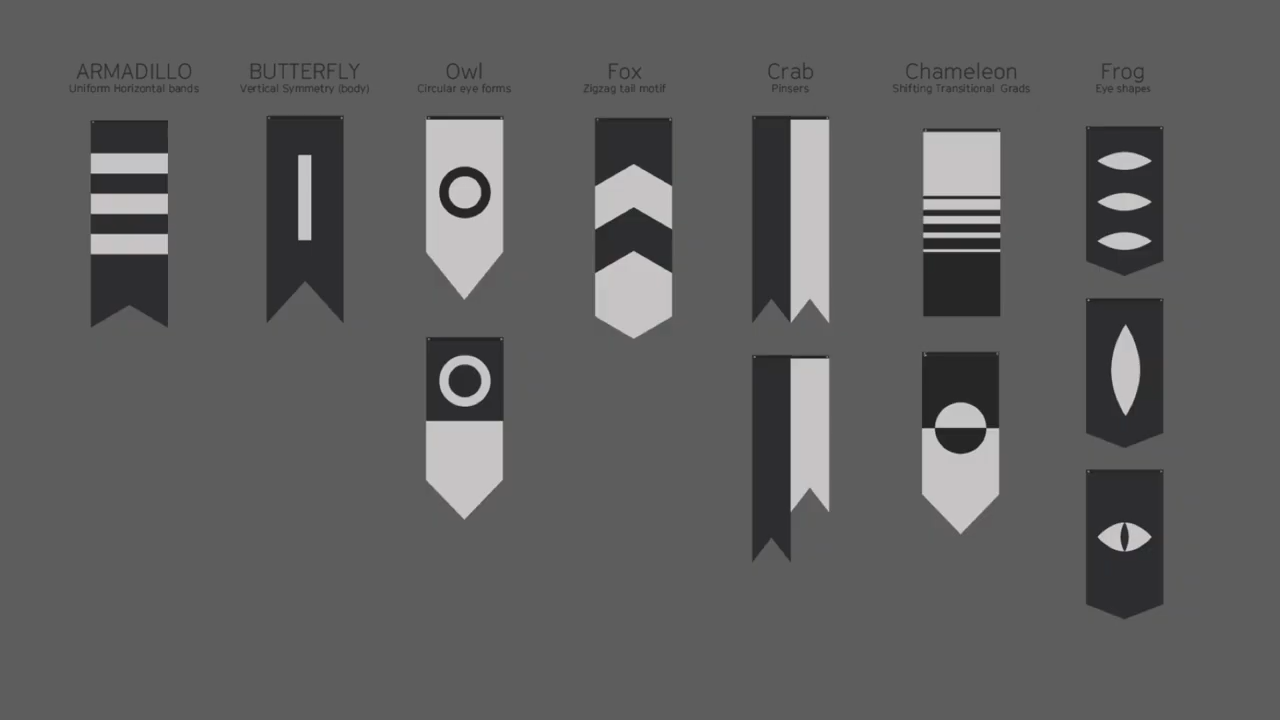 ARMADILLO
Uniform Horizontal bands
BUTTERFLY
Vertical Symmetry (body)
Owl
Circular eye forms
Fox
Zigzag tail motif
Crab
Pinsers
Chameleon
Shifting Transitional Grads
Frog
Eye shapes